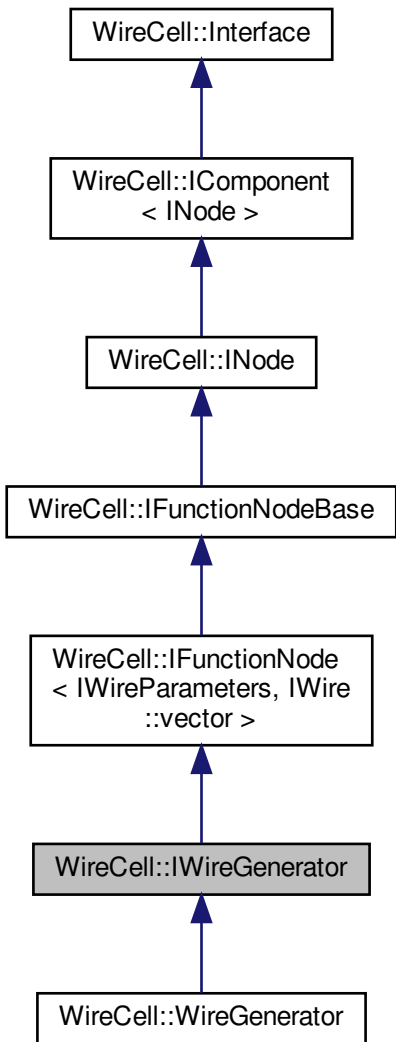 WireCell::Interface
WireCell::IComponent
< INode >
WireCell::INode
WireCell::IFunctionNodeBase
WireCell::IFunctionNode
< IWireParameters, IWire
::vector >
WireCell::IWireGenerator
WireCell::WireGenerator